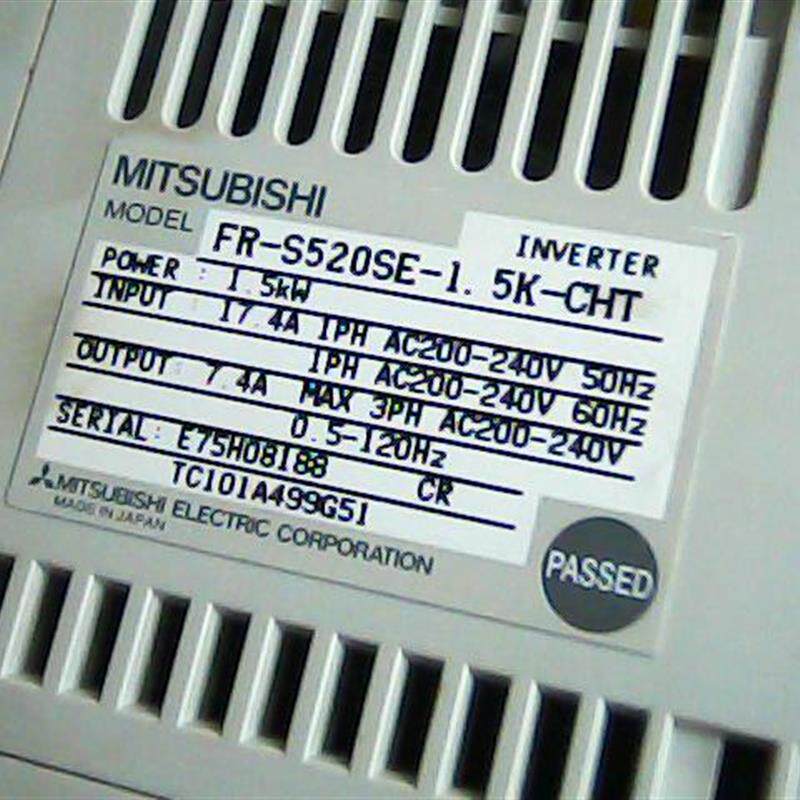 MITSUBISHI
INVERTER
MODEL FR-S520SE-1.5K-CHT
POWER : 1.5kW
INPUT : 17.4A 1PH AC200-240V 50Hz
1PH AC200-240V 60Hz
OUTPUT: 7.4A MAX 3PH AC200-240V
0.5-120Hz
SERIAL: E75H08188 CR
TC101A499G51
MITSUBISHI ELECTRIC CORPORATION
MADE IN JAPAN
PASSED